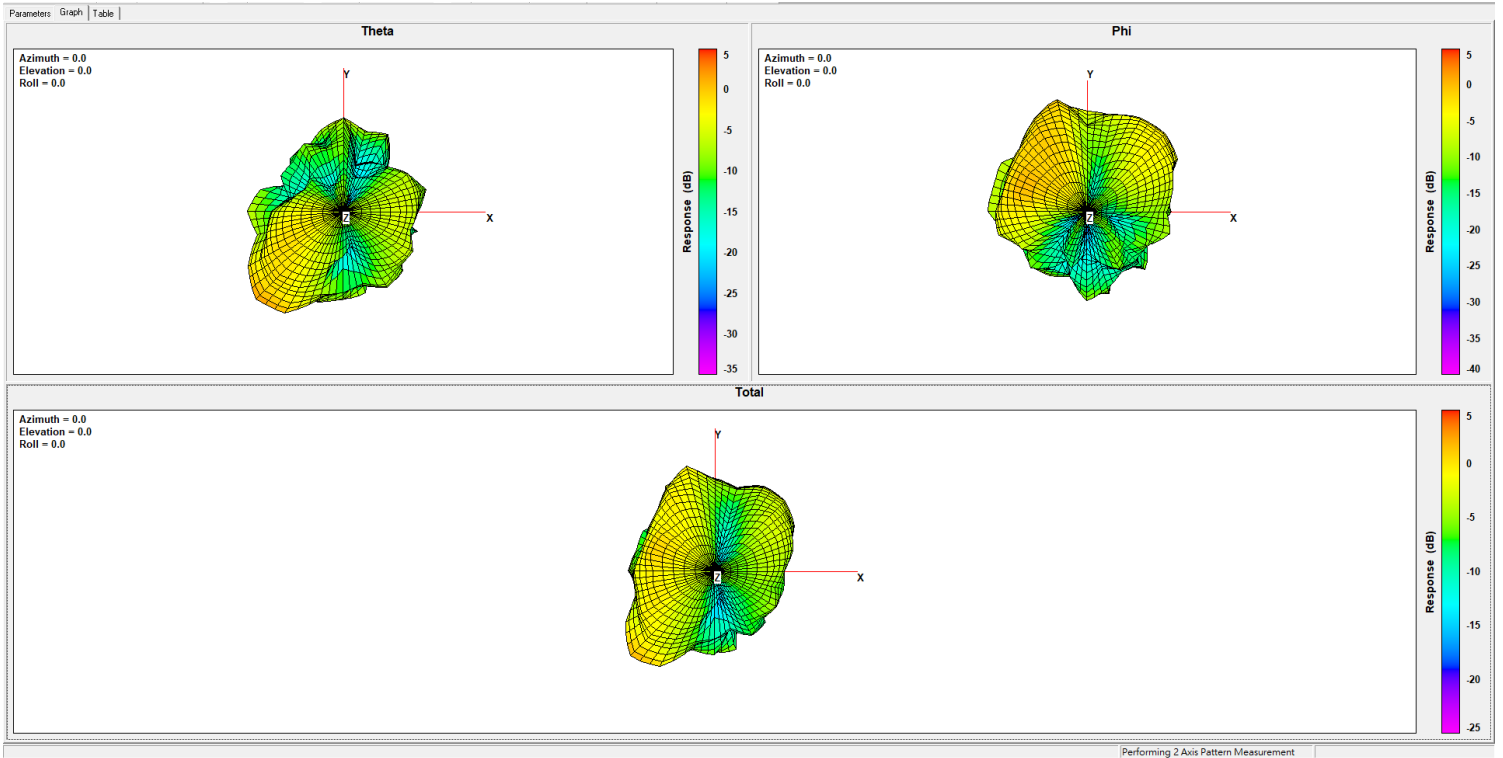 Parameters Graph Table
Theta
Azimuth = 0.0
Elevation = 0.0
Roll = 0.0
Y
X
Z
5
0
-5
-10
-15
-20
-25
-30
-35
Response (dB)
Phi
Azimuth = 0.0
Elevation = 0.0
Roll = 0.0
Y
X
Z
5
0
-5
-10
-15
-20
-25
-30
-35
-40
Response (dB)
Total
Azimuth = 0.0
Elevation = 0.0
Roll = 0.0
Y
X
Z
5
0
-5
-10
-15
-20
-25
Response (dB)
Performing 2 Axis Pattern Measurement